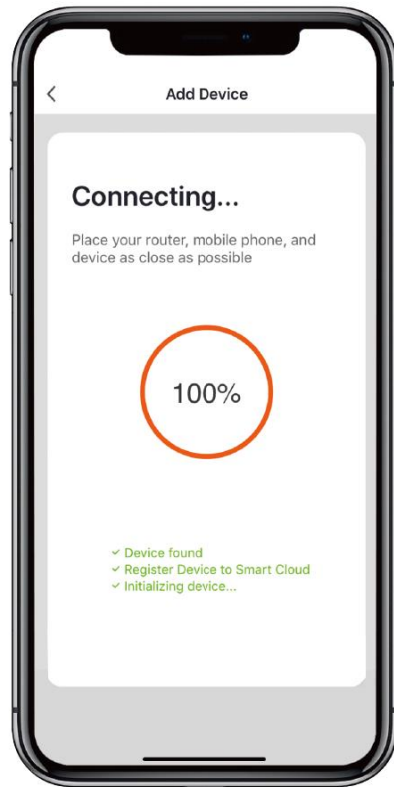 Add Device
Connecting...
Place your router, mobile phone, and
device as close as possible
100%
✓ Device found
✓ Register Device to Smart Cloud
✓ Initializing device...